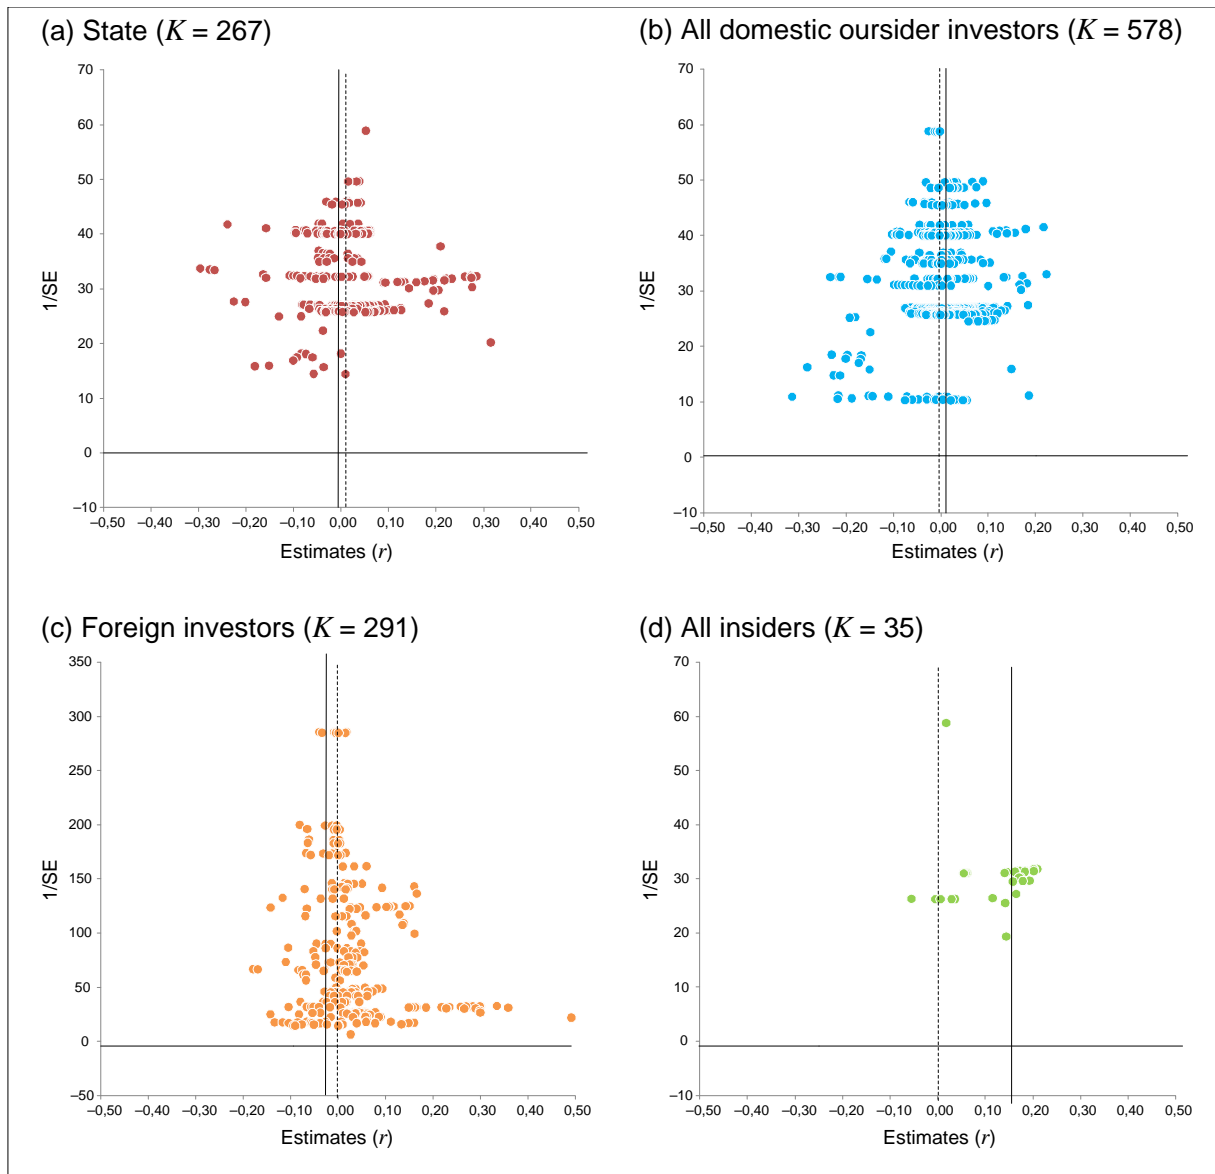 (a) State (K = 267)
70
60
50
40
30
20
10
0
–10
1/SE
–0,50 –0,40 –0,30 –0,20 –0,10 0,00 0,10 0,20 0,30 0,40 0,50
Estimates (r)
(b) All domestic oursider investors (K = 578)
70
60
50
40
30
20
10
0
–10
1/SE
–0,50 –0,40 –0,30 –0,20 –0,10 0,00 0,10 0,20 0,30 0,40 0,50
Estimates (r)
(c) Foreign investors (K = 291)
350
300
250
200
150
100
50
0
–50
1/SE
–0,50 –0,40 –0,30 –0,20 –0,10 0,00 0,10 0,20 0,30 0,40 0,50
Estimates (r)
(d) All insiders (K = 35)
70
60
50
40
30
20
10
0
–10
1/SE
–0,50 –0,40 –0,30 –0,20 –0,10 0,00 0,10 0,20 0,30 0,40 0,50
Estimates (r)